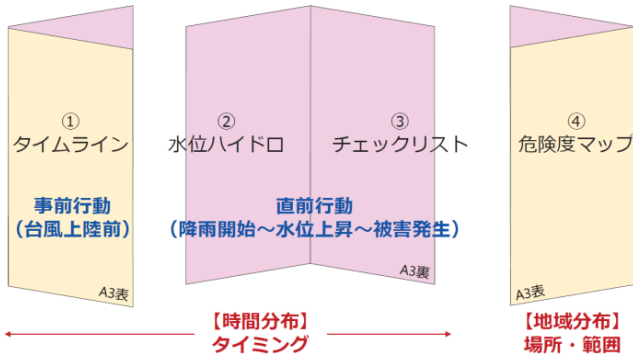 ①
タイムライン
事前行動
（台風上陸前）
A3表
②
水位ハイドロ
③
チェックリスト
直前行動
（降雨開始～水位上昇～被害発生）
A3裏
④
危険度マップ
A3表
【時間分布】
タイミング
【地域分布】
場所・範囲